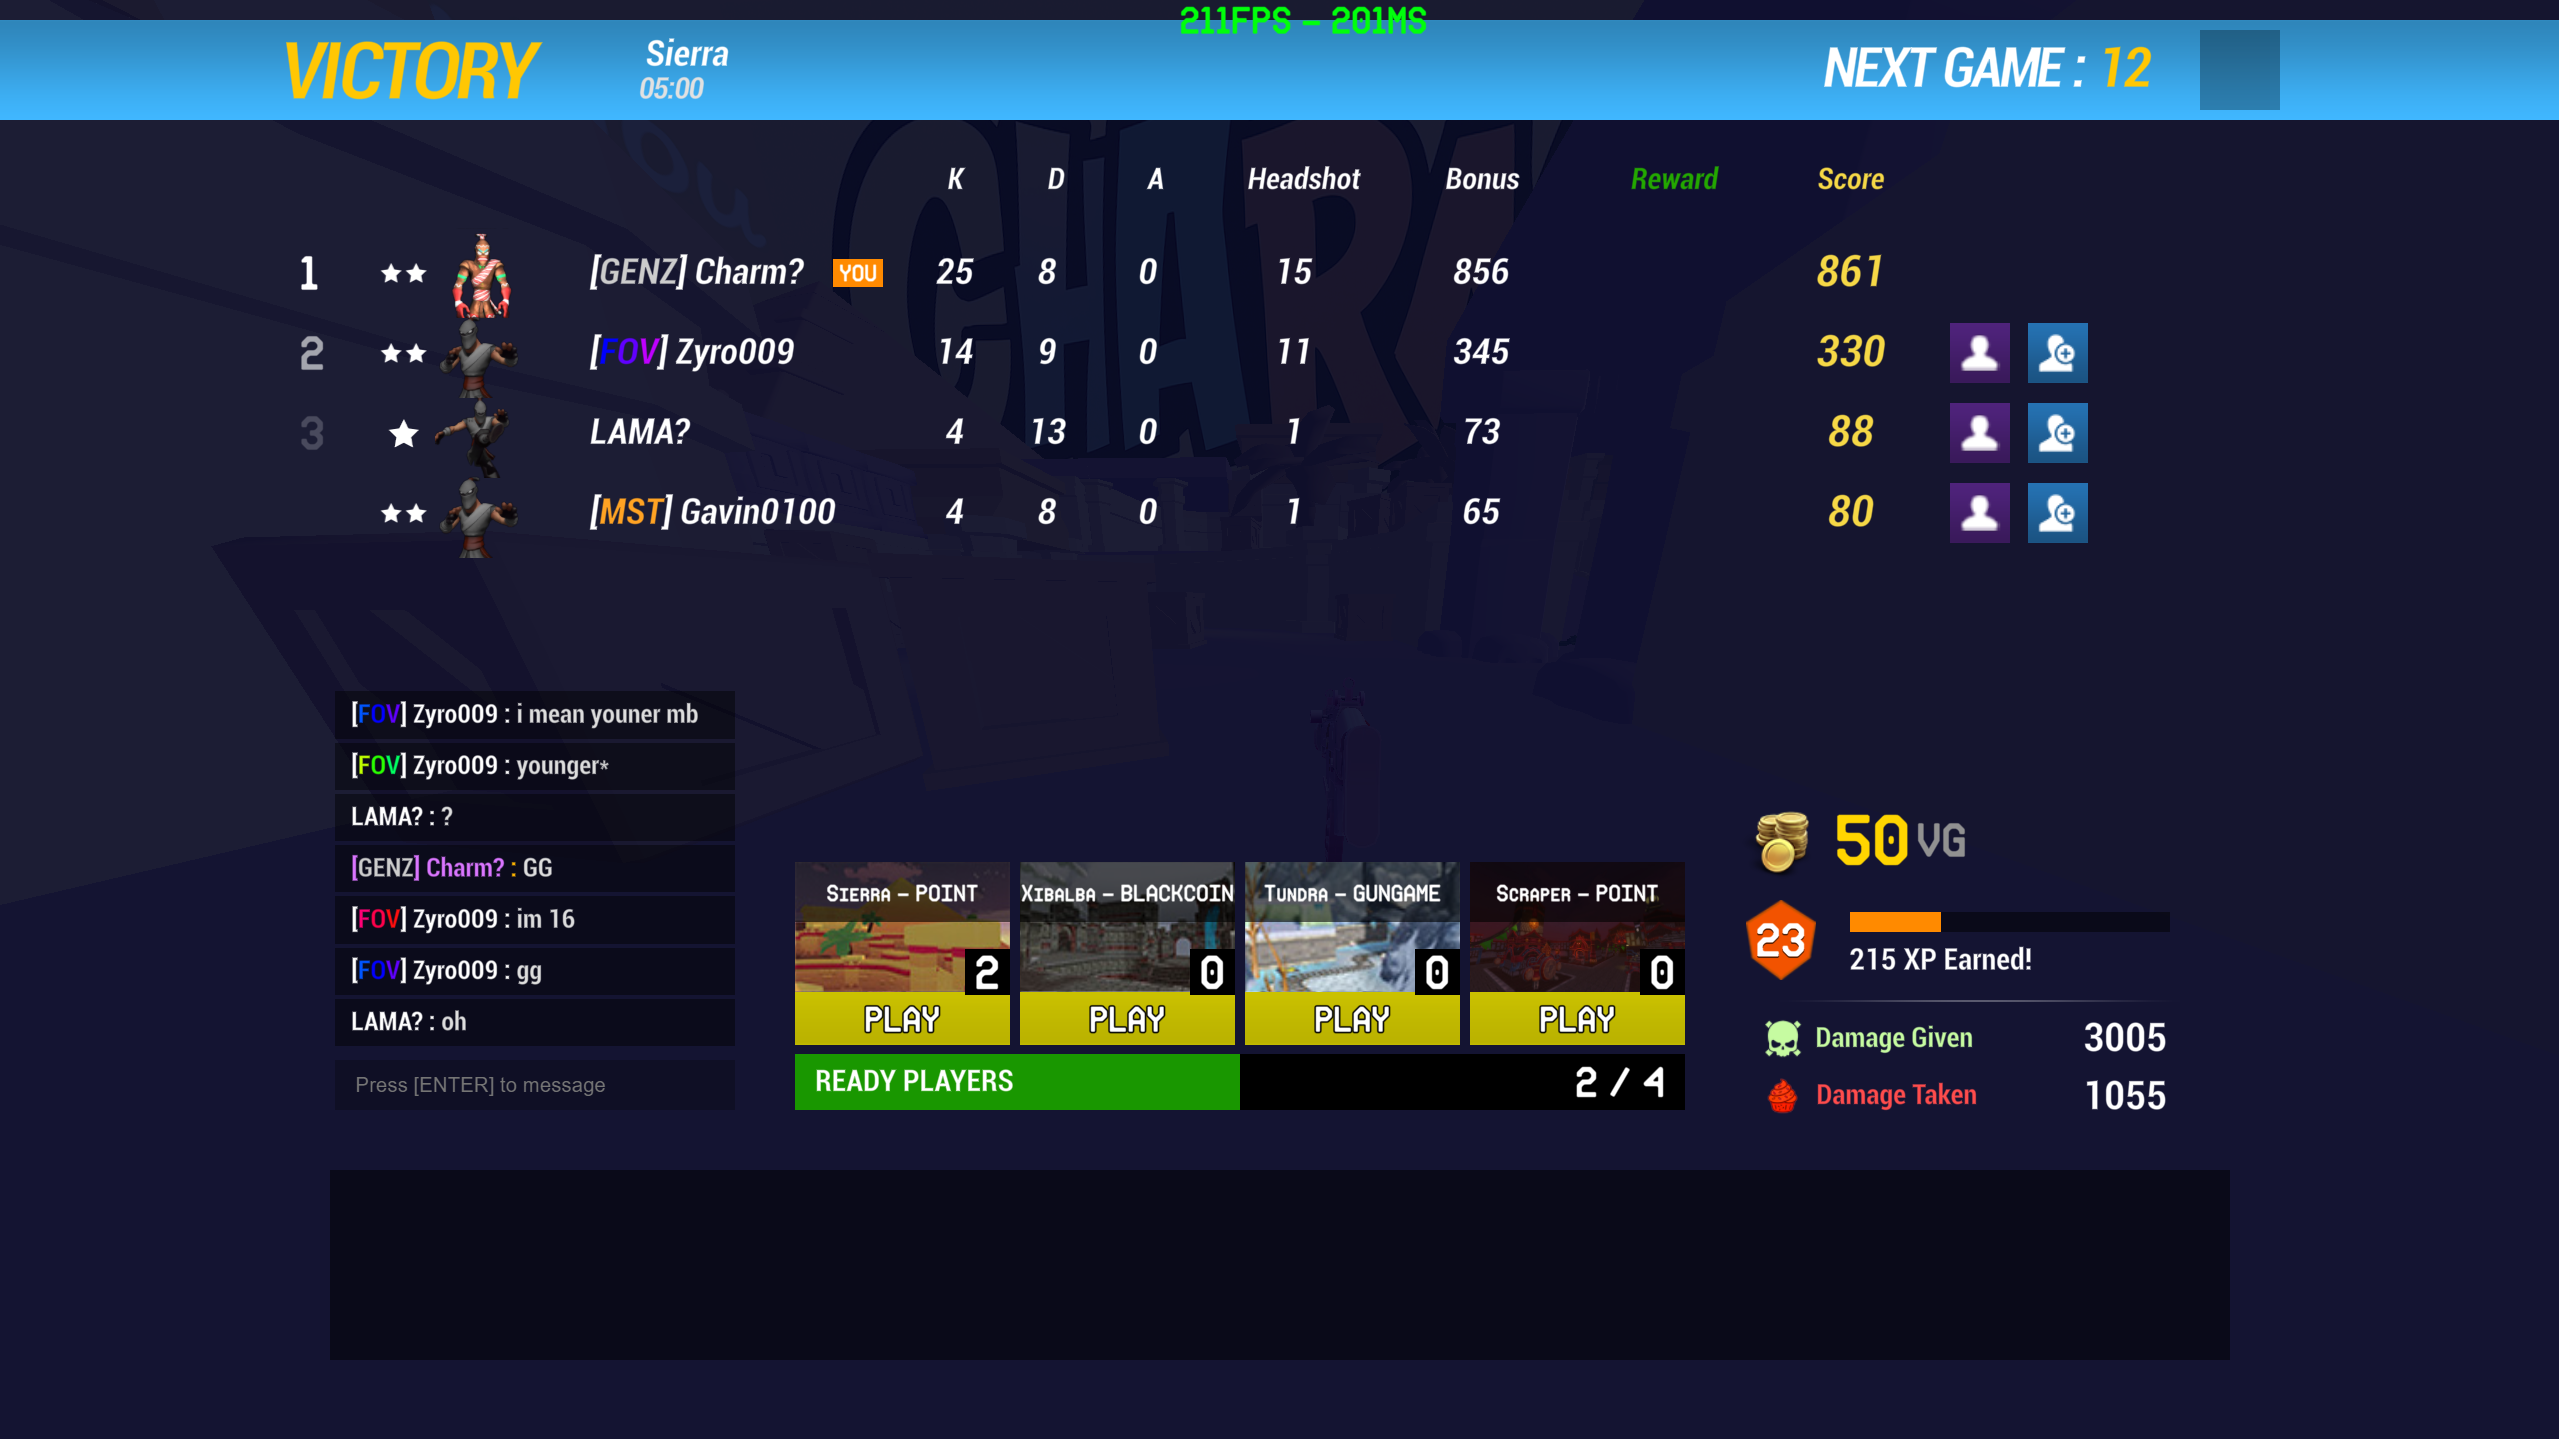 211FPS - 201MS
VICTORY
Sierra
05:00
NEXT GAME : 12
K D A Headshot Bonus Reward Score
1 [GENZ] Charm? YOU 25 8 0 15 856 861
2 [FOV] Zyro009 14 9 0 11 345 330
3 LAMA? 4 13 0 1 73 88
[MST] Gavin0100 4 8 0 1 65 80
[FOV] Zyro009 : i mean youner mb
[FOV] Zyro009 : younger*
LAMA? : ?
[GENZ] Charm? : GG
[FOV] Zyro009 : im 16
[FOV] Zyro009 : gg
LAMA? : oh
Press [ENTER] to message
Sierra - POINT
2
PLAY
Xibalba - BLACKCOIN
0
PLAY
Tundra - GUNGAME
0
PLAY
Scraper - POINT
0
PLAY
READY PLAYERS 2 / 4
50 VG
23
215 XP Earned!
Damage Given 3005
Damage Taken 1055